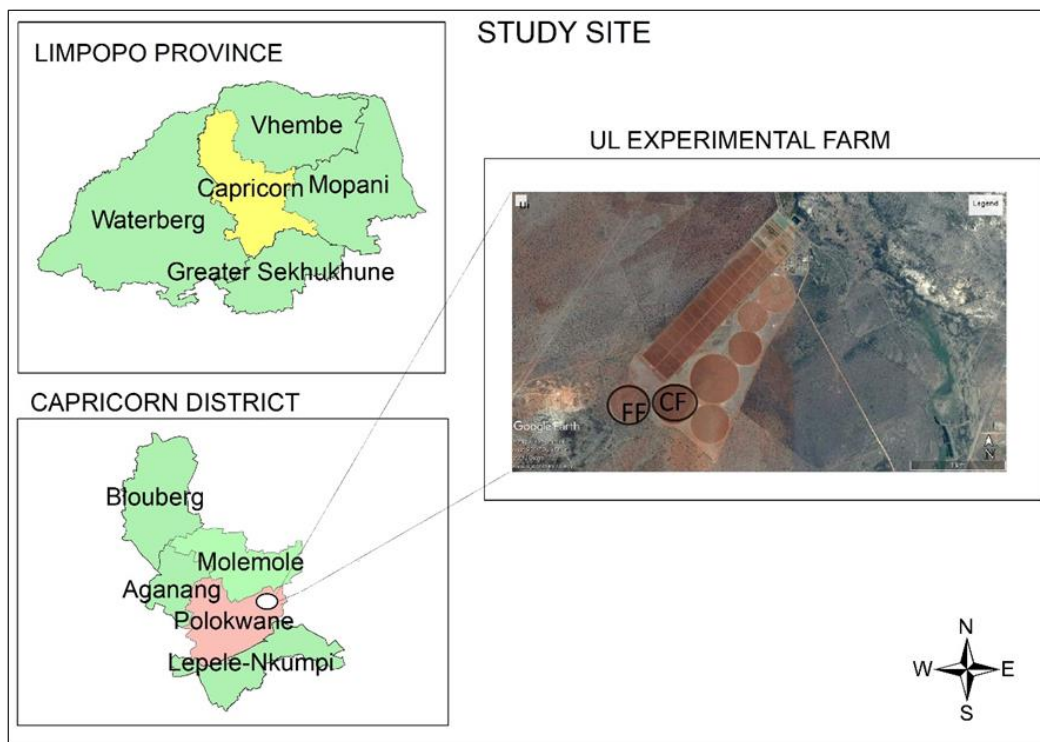 STUDY SITE
LIMPOPO PROVINCE
Vhembe
Capricorn
Mopani
Waterberg
Greater Sekhukhune
CAPRICORN DISTRICT
Blouberg
Molemole
Aganang
Polokwane
Lepele-Nkumpi
UL EXPERIMENTAL FARM
Legend
FF
CF
Google Earth
N
N
W
E
S